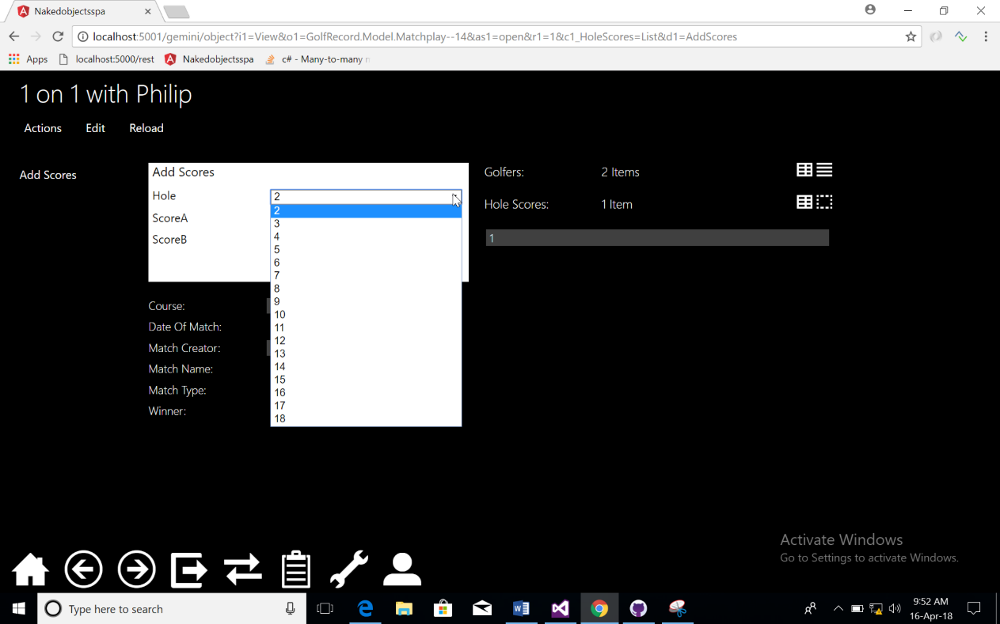 Nakedobjectsspa
localhost:5001/gemini/object?i1=View&o1=GolfRecord.Model.Matchplay--14&as1=open&r1=1&c1_HoleScores=List&d1=AddScores
Apps localhost:5000/rest Nakedobjectsspa c# - Many-to-many
1 on 1 with Philip
Actions Edit Reload
Add Scores
Add Scores
Hole 2
ScoreA
ScoreB
2
3
4
5
6
7
8
9
10
11
12
13
14
15
16
17
18
Course:
Date Of Match:
Match Creator:
Match Name:
Match Type:
Winner:
Golfers: 2 Items
Hole Scores: 1 Item
1
Activate Windows
Go to Settings to activate Windows.
Type here to search
9:52 AM
16-Apr-18